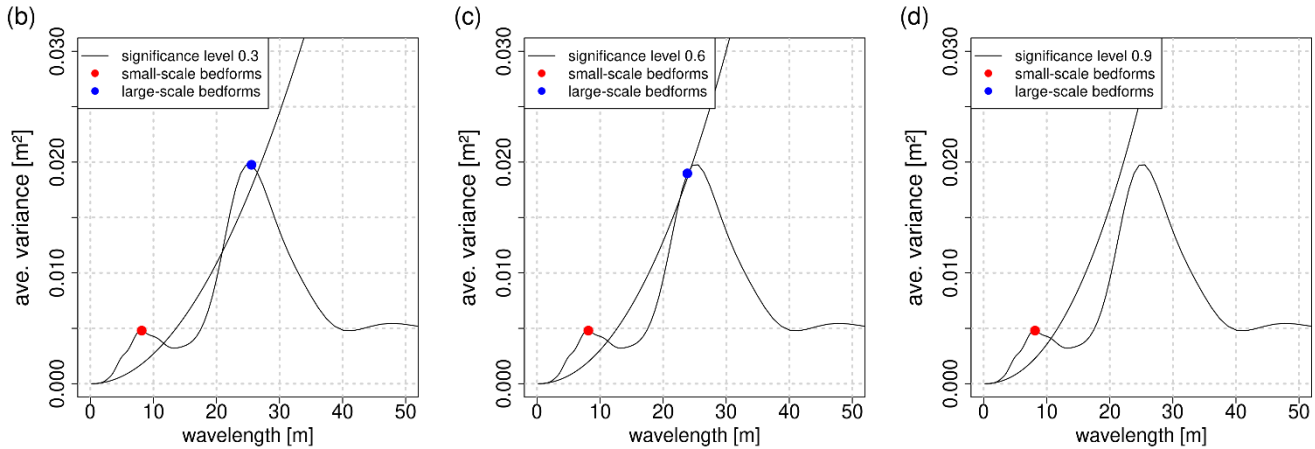 (b)
significance level 0.3
small-scale bedforms
large-scale bedforms
ave. variance [m²]
0.030
0.020
0.010
0.000
0 10 20 30 40 50
wavelength [m]
(c)
significance level 0.6
small-scale bedforms
large-scale bedforms
ave. variance [m²]
0.030
0.020
0.010
0.000
0 10 20 30 40 50
wavelength [m]
(d)
significance level 0.9
small-scale bedforms
large-scale bedforms
ave. variance [m²]
0.030
0.020
0.010
0.000
0 10 20 30 40 50
wavelength [m]